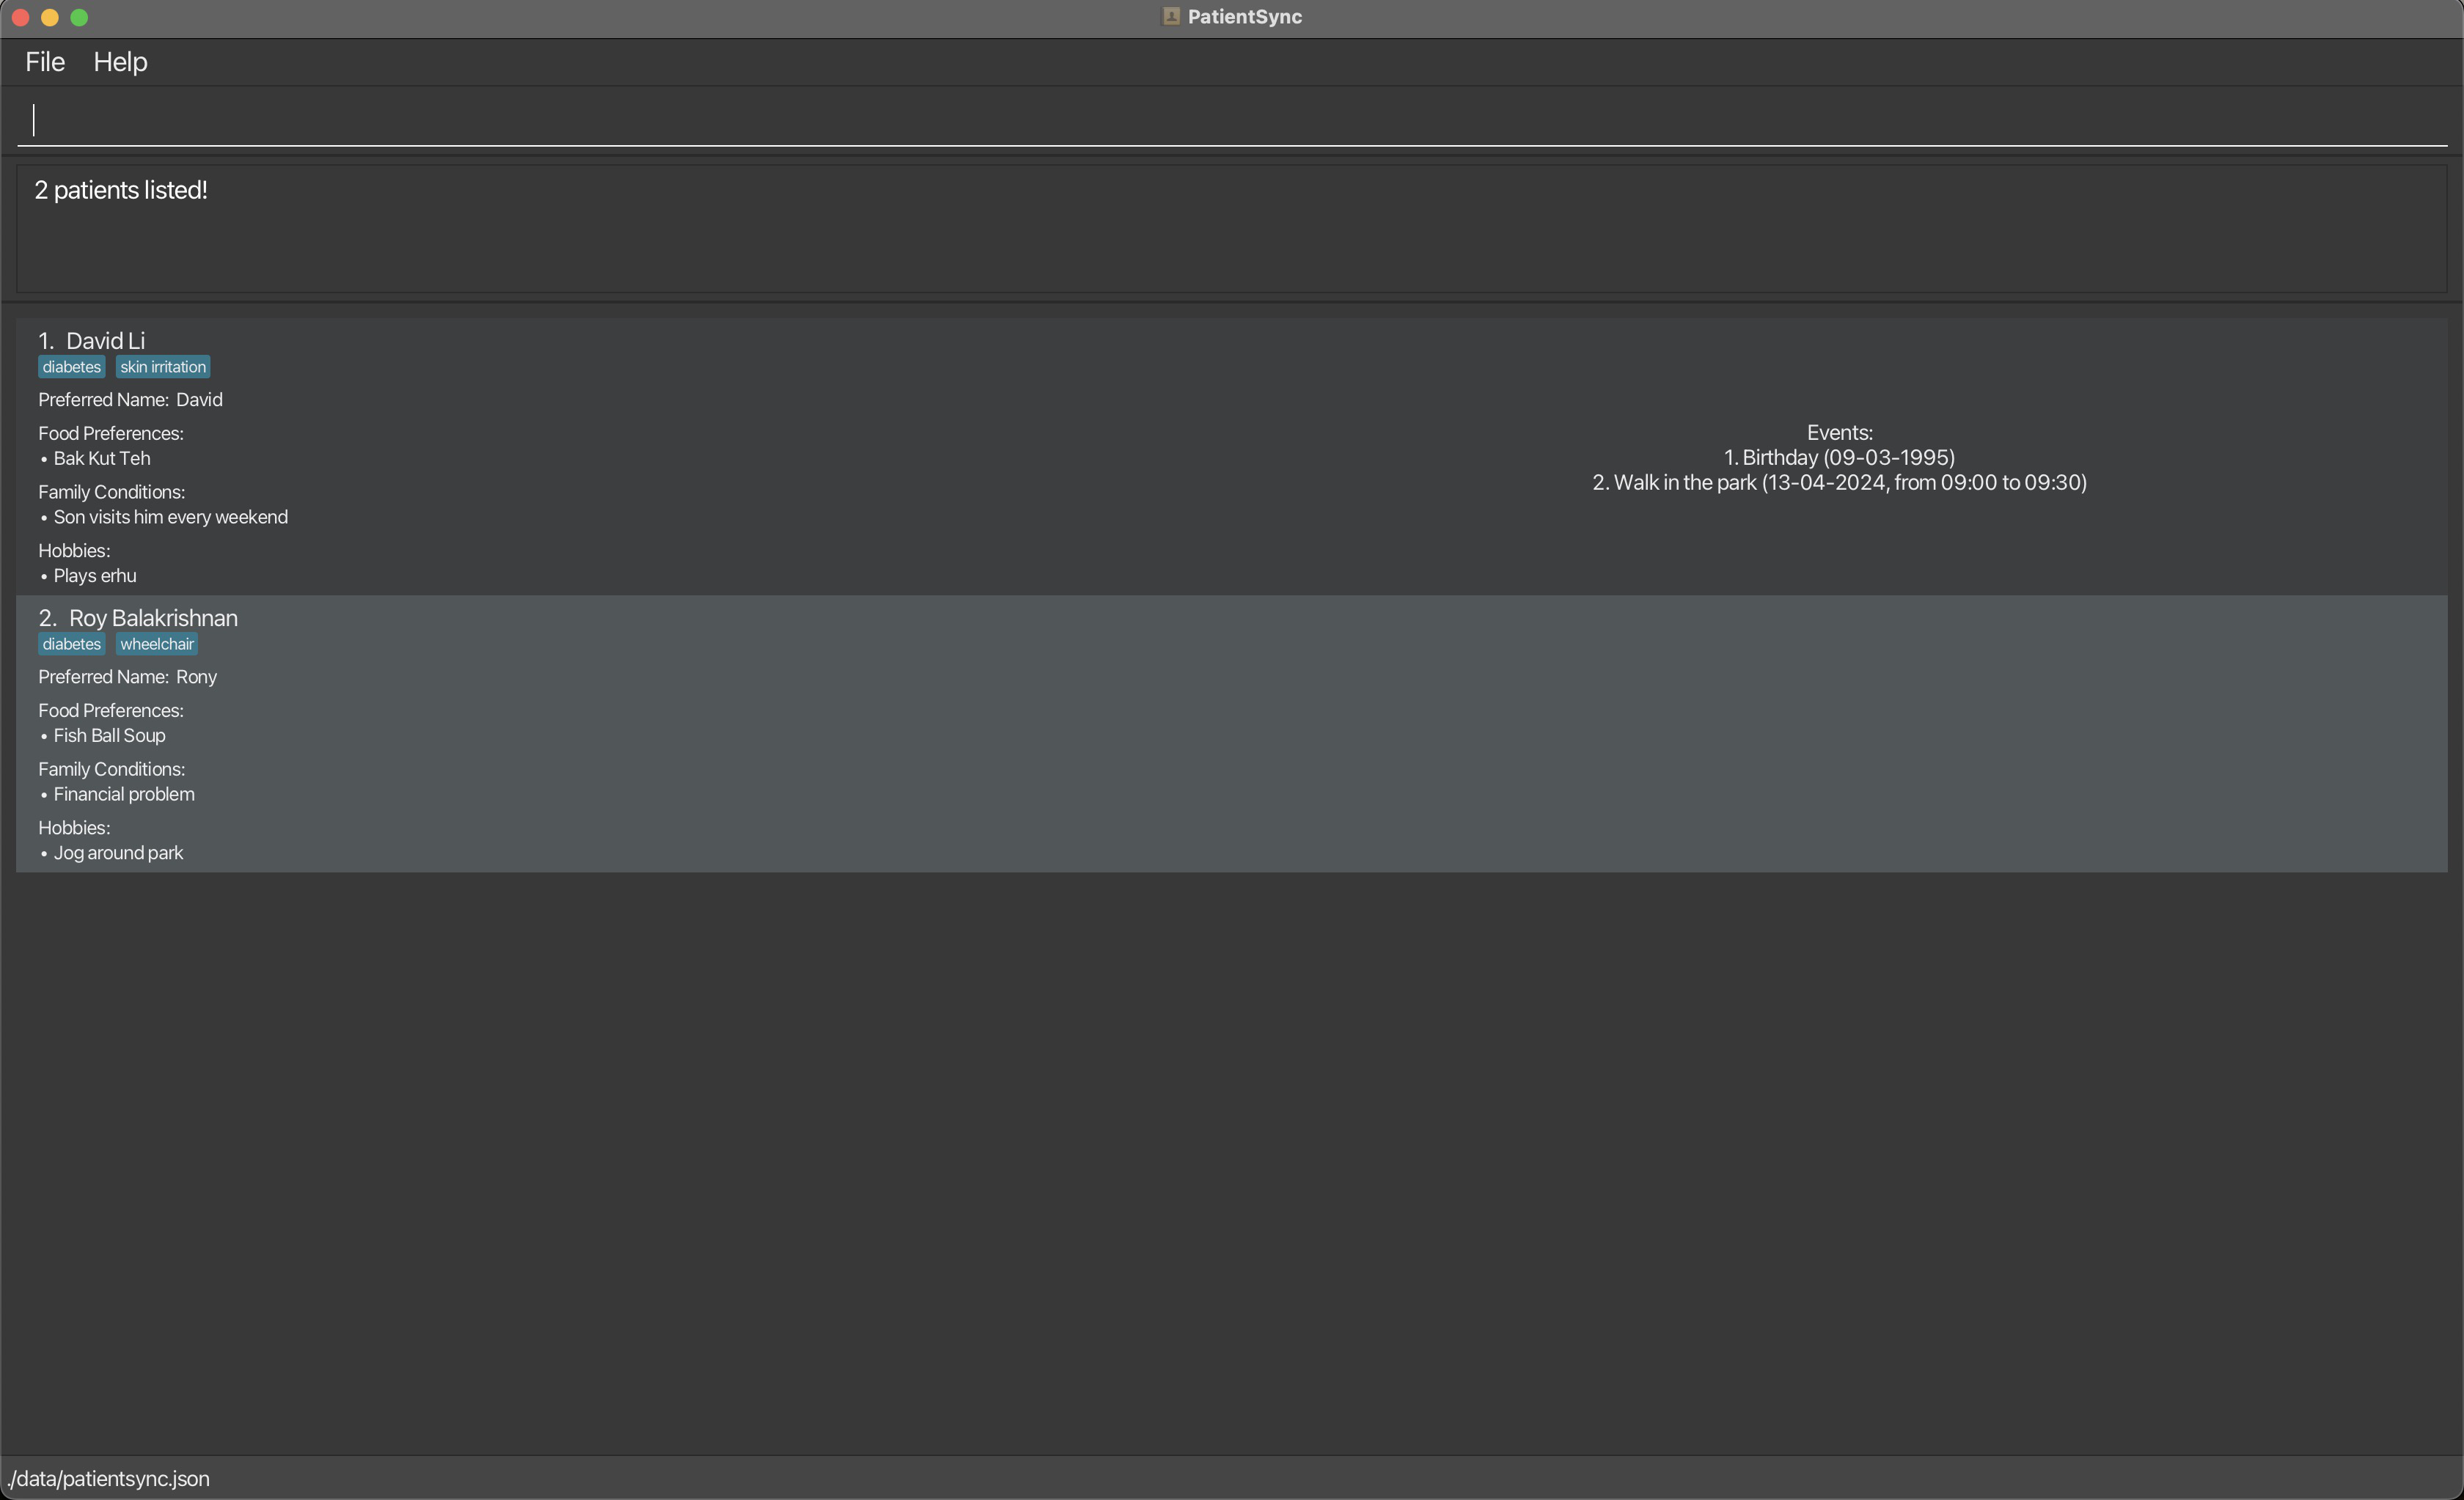 PatientSync
File Help
2 patients listed!
1. David Li
diabetes skin irritation
Preferred Name: David
Food Preferences:
• Bak Kut Teh
Family Conditions:
• Son visits him every weekend
Hobbies:
• Plays erhu
Events:
1. Birthday (09-03-1995)
2. Walk in the park (13-04-2024, from 09:00 to 09:30)
2. Roy Balakrishnan
diabetes wheelchair
Preferred Name: Rony
Food Preferences:
• Fish Ball Soup
Family Conditions:
• Financial problem
Hobbies:
• Jog around park
./data/patientsync.json